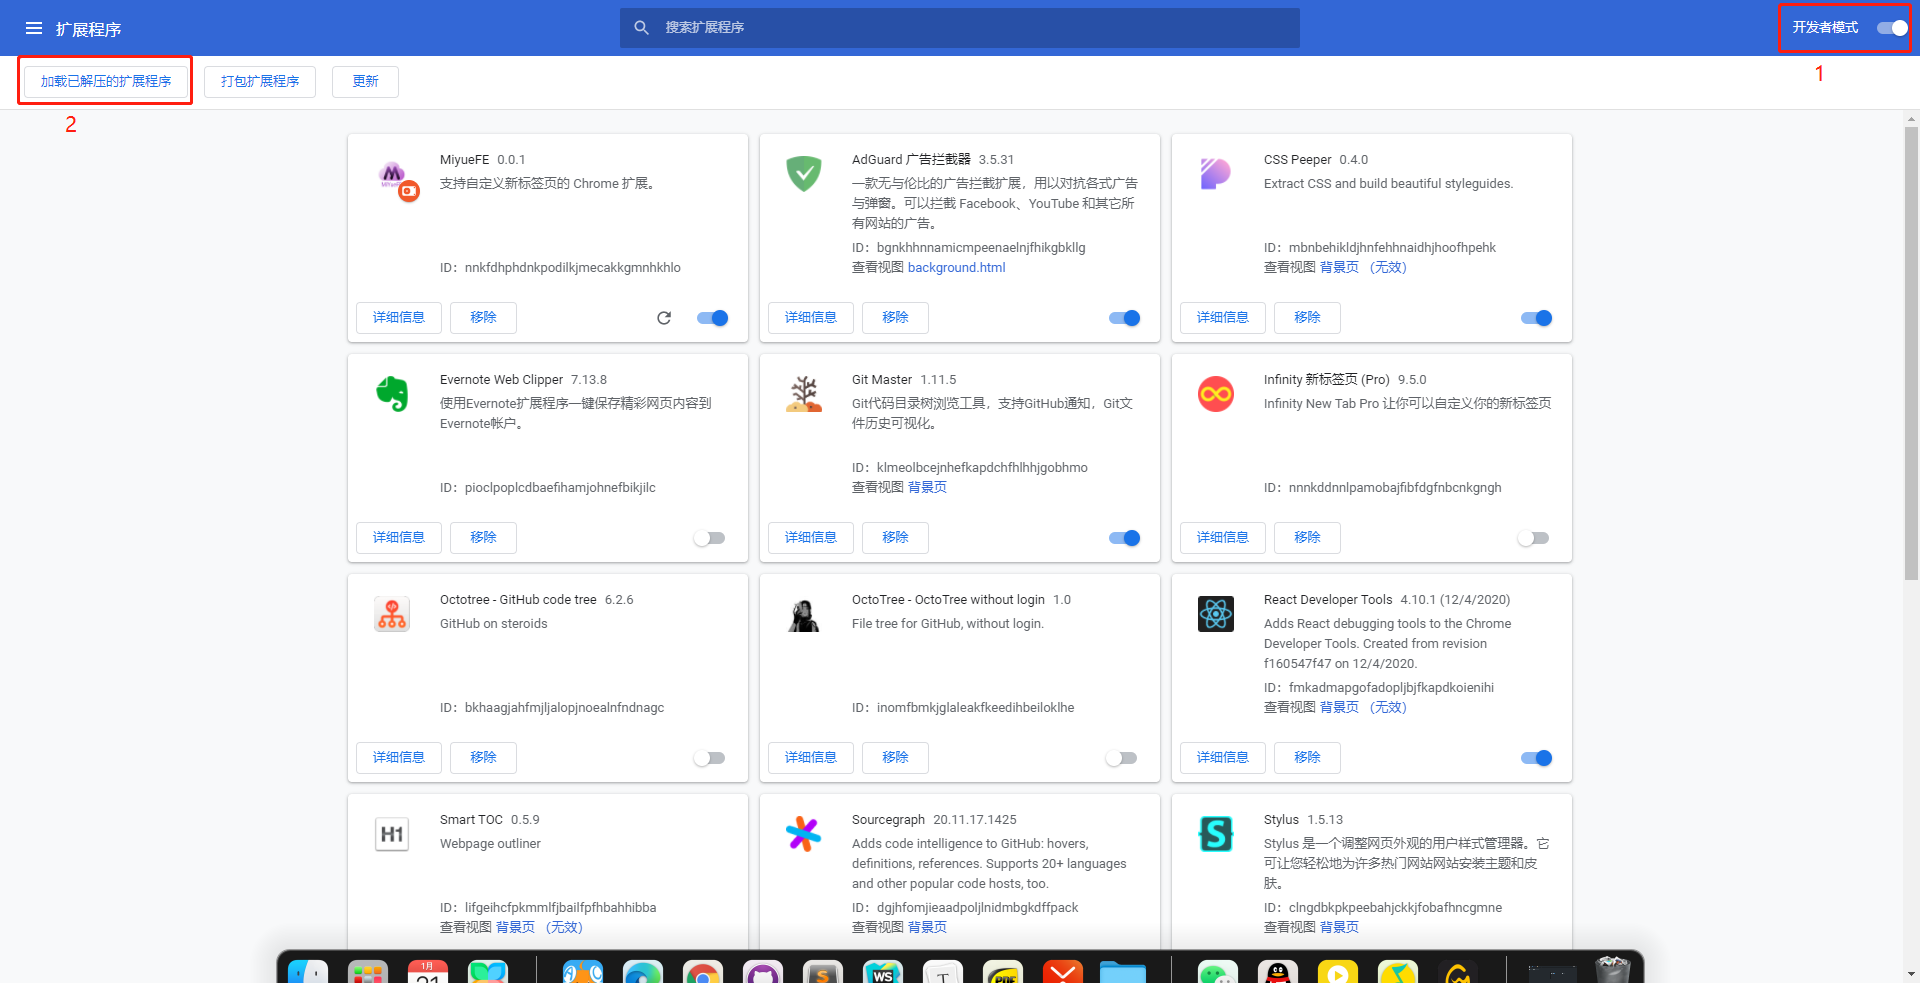 扩展程序
搜索扩展程序
开发者模式
1
加载已解压的扩展程序
打包扩展程序
更新
2
MiyueFE 0.0.1
支持自定义新标签页的 Chrome 扩展。
ID：nnkfdhphdnkpodilkjmecakkgmnhkhlo
详细信息
移除
AdGuard 广告拦截器 3.5.31
一款无与伦比的广告拦截扩展，用以对抗各式广告
与弹窗。可以拦截 Facebook、YouTube 和其它所
有网站的广告。
ID：bgnkhhnnamicmpeenaelnjfhikgbkllg
查看视图 background.html
详细信息
移除
CSS Peeper 0.4.0
Extract CSS and build beautiful styleguides.
ID：mbnbehikldjhnfehhnaidhjhoofhpehk
查看视图 背景页 （无效）
详细信息
移除
Evernote Web Clipper 7.13.8
使用Evernote扩展程序一键保存精彩网页内容到
Evernote帐户。
ID：pioclpoplcdbaefihamjohnefbikjilc
详细信息
移除
Git Master 1.11.5
Git代码目录树浏览工具，支持GitHub通知，Git文
件历史可视化。
ID：klmeolbcejnhefkapdchfhlhhjgobhmo
查看视图 背景页
详细信息
移除
Infinity 新标签页 (Pro) 9.5.0
Infinity New Tab Pro 让你可以自定义你的新标签页
ID：nnnkddnnlpamobajfibfdgfnbcnkgngh
详细信息
移除
Octotree - GitHub code tree 6.2.6
GitHub on steroids
ID：bkhaagjahfmjljalopjnoealnfndnagc
详细信息
移除
OctoTree - OctoTree without login 1.0
File tree for GitHub, without login.
ID：inomfbmkjglaleakfkeedihbeiloklhe
详细信息
移除
React Developer Tools 4.10.1 (12/4/2020)
Adds React debugging tools to the Chrome
Developer Tools. Created from revision
f160547f47 on 12/4/2020.
ID：fmkadmapgofadopljbjfkapdkoienihi
查看视图 背景页 （无效）
详细信息
移除
H1
Smart TOC 0.5.9
Webpage outliner
ID：lifgeihcfpkmmlfjbailfpfhbahhibba
查看视图 背景页 （无效）
Sourcegraph 20.11.17.1425
Adds code intelligence to GitHub: hovers,
definitions, references. Supports 20+ languages
and other popular code hosts, too.
ID：dgjhfomjieaadpoljlnidmbgkdffpack
查看视图 背景页
S
Stylus 1.5.13
Stylus 是一个调整网页外观的用户样式管理器。它
可让您轻松地为许多热门网站网站安装主题和皮
肤。
ID：clngdbkpkpeebahjckkjfobafhncgmne
查看视图 背景页
1月
21
WS
T
PDF